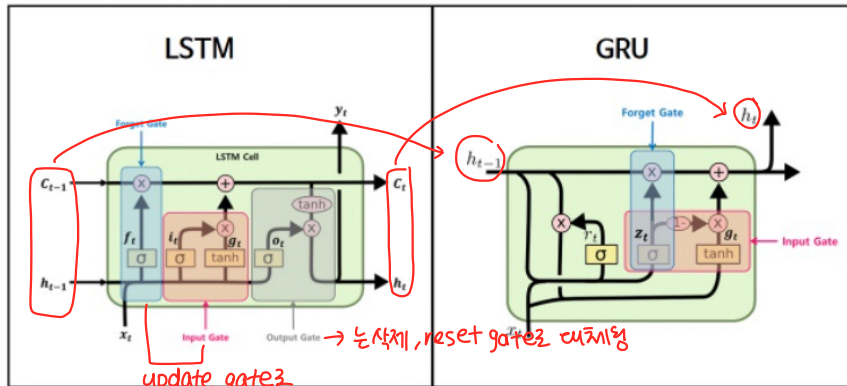 LSTM
GRU
y_t
h_t
Forget Gate
Forget Gate
LSTM Cell
h_{t-1}
C_{t-1}
C_t
tanh
f_t
i_t
g_t
o_t
r_t
z_t
1-
g_t
σ
σ
tanh
σ
σ
σ
tanh
Input Gate
h_{t-1}
h_t
x_t
Input Gate
Output Gate
→ 는 삭제, reset gate로 대체됨
x_t
update gate로